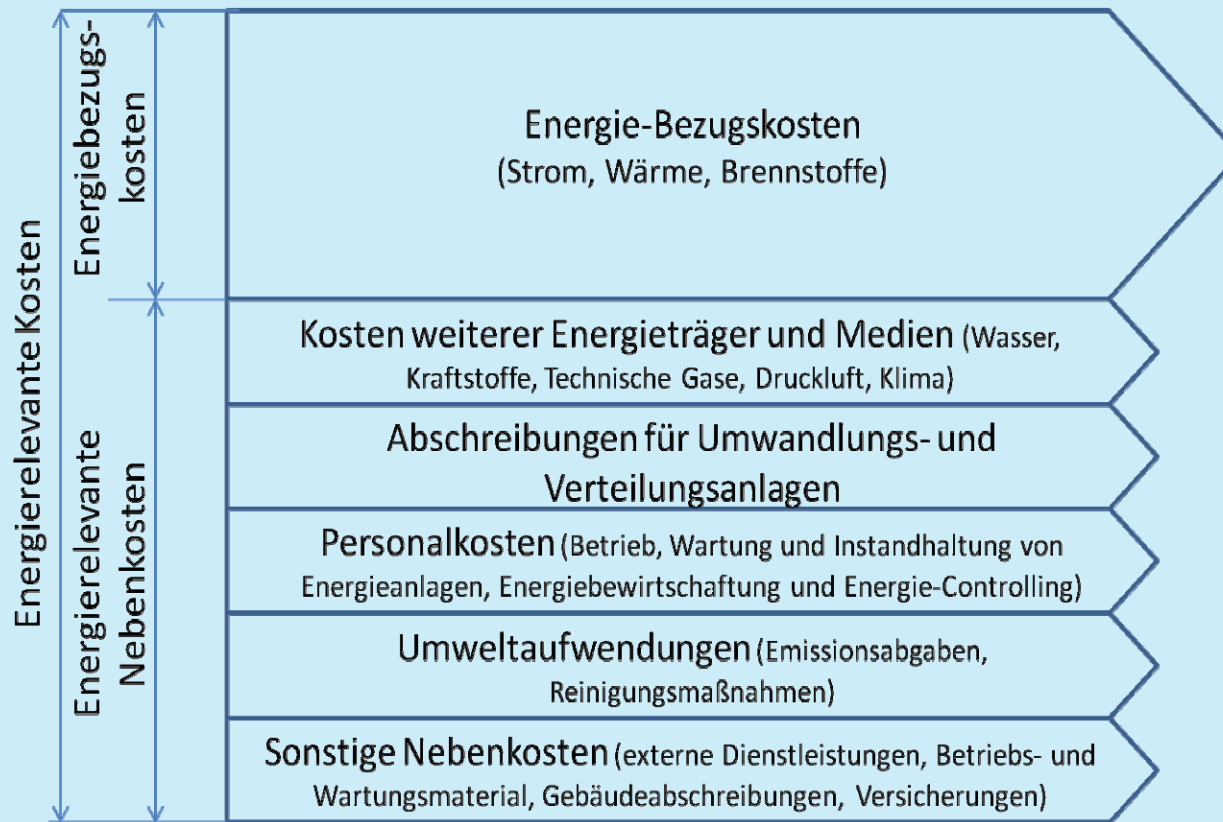 Energierelevante Kosten
Energiebezugs-
kosten
Energierelevante
Nebenkosten
Energie-Bezugskosten
(Strom, Wärme, Brennstoffe)
Kosten weiterer Energieträger und Medien (Wasser,
Kraftstoffe, Technische Gase, Druckluft, Klima)
Abschreibungen für Umwandlungs- und
Verteilungsanlagen
Personalkosten (Betrieb, Wartung und Instandhaltung von
Energieanlagen, Energiebewirtschaftung und Energie-Controlling)
Umweltaufwendungen (Emissionsabgaben,
Reinigungsmaßnahmen)
Sonstige Nebenkosten (externe Dienstleistungen, Betriebs- und
Wartungsmaterial, Gebäudeabschreibungen, Versicherungen)